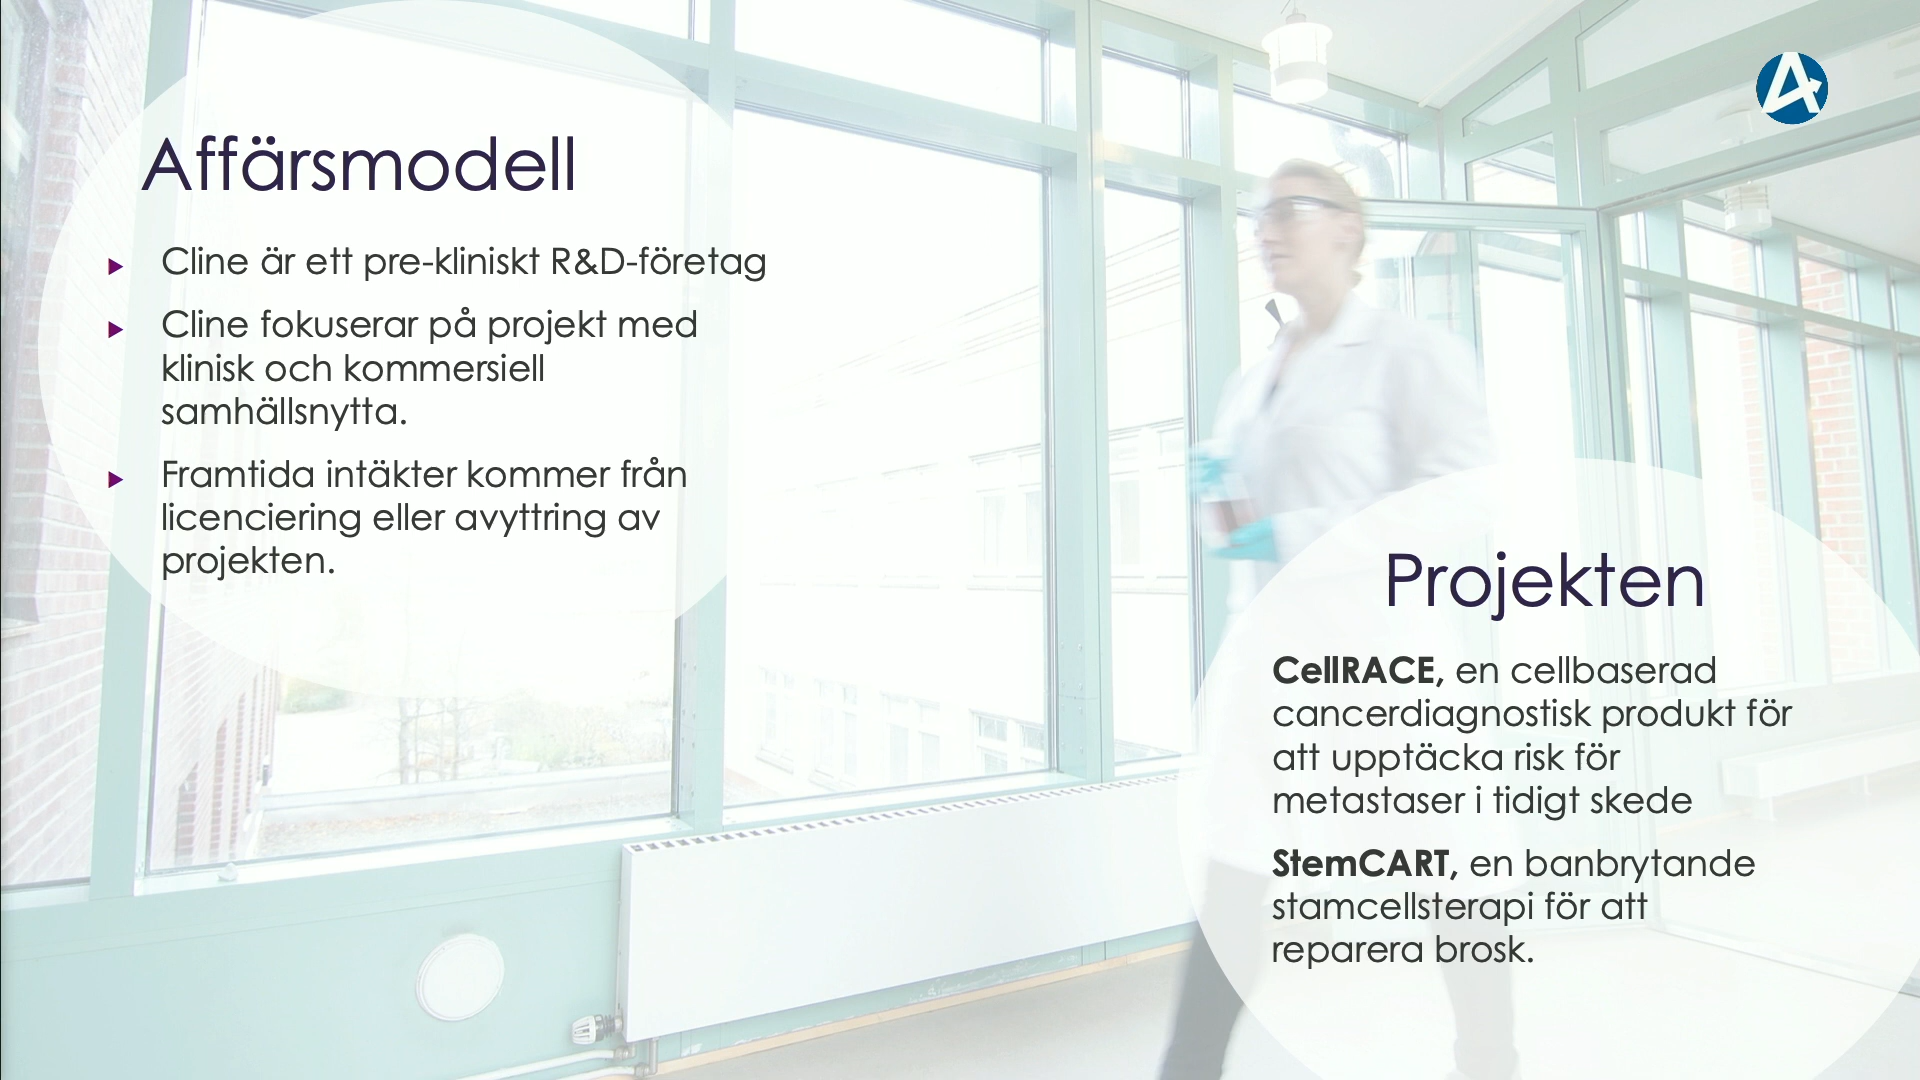 Affärsmodell
Cline är ett pre-kliniskt R&D-företag
Cline fokuserar på projekt med
klinisk och kommersiell
samhällsnytta.
Framtida intäkter kommer från
licenciering eller avyttring av
projekten.
Projekten
CellRACE, en cellbaserad
cancerdiagnostisk produkt för
att upptäcka risk för
metastaser i tidigt skede
StemCART, en banbrytande
stamcellsterapi för att
reparera brosk.